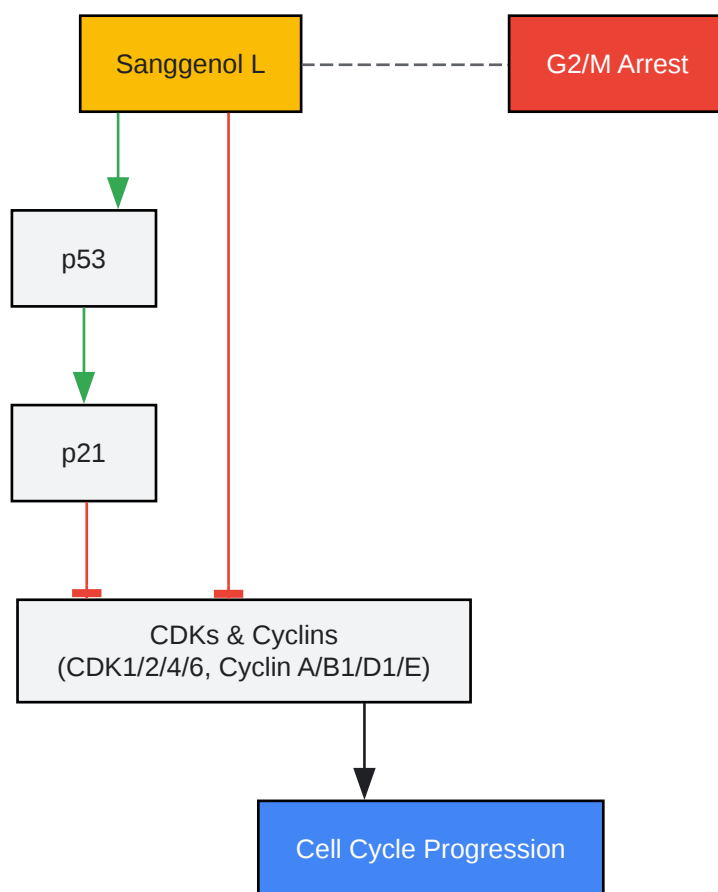 Sanggenol L
G2/M Arrest
p53
p21
CDKs & Cyclins
(CDK1/2/4/6, Cyclin A/B1/D1/E)
Cell Cycle Progression